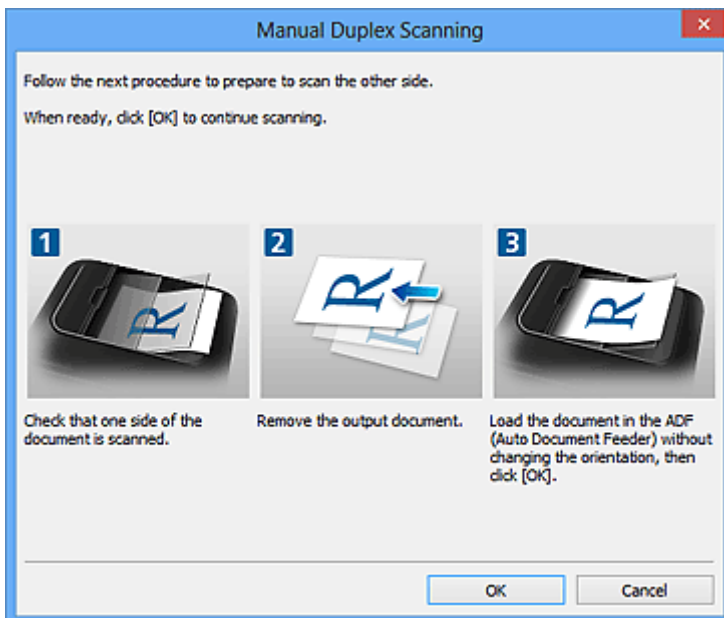 Manual Duplex Scanning
Follow the next procedure to prepare to scan the other side.
When ready, click [OK] to continue scanning.
1
2
3
R
R
R
R
R
Check that one side of the
document is scanned.
Remove the output document.
Load the document in the ADF
(Auto Document Feeder) without
changing the orientation, then
click [OK].
OK
Cancel